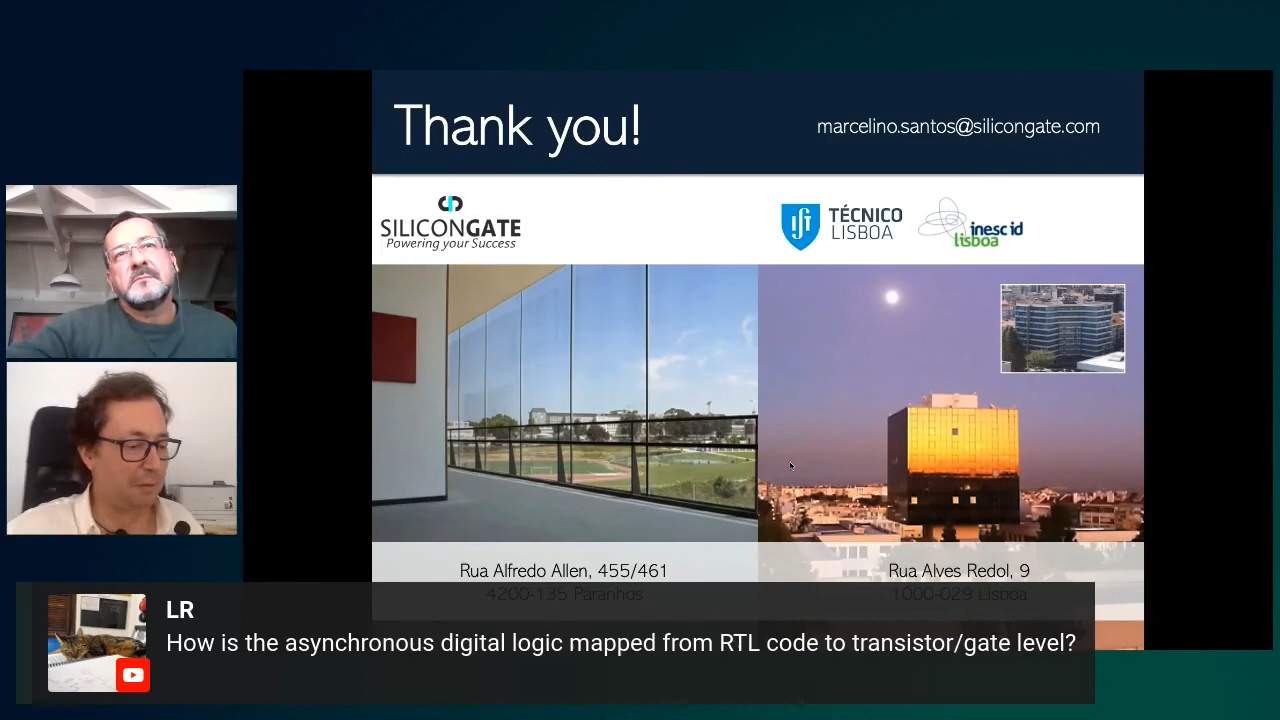 Thank you!
marcelino.santos@silicongate.com
SILICONGATE
Powering your Success
TÉCNICO
LISBOA
inesc id
lisboa
Rua Alfredo Allen, 455/461
4200-135 Paranhos
Rua Alves Redol, 9
1000-029 Lisboa
LR
How is the asynchronous digital logic mapped from RTL code to transistor/gate level?